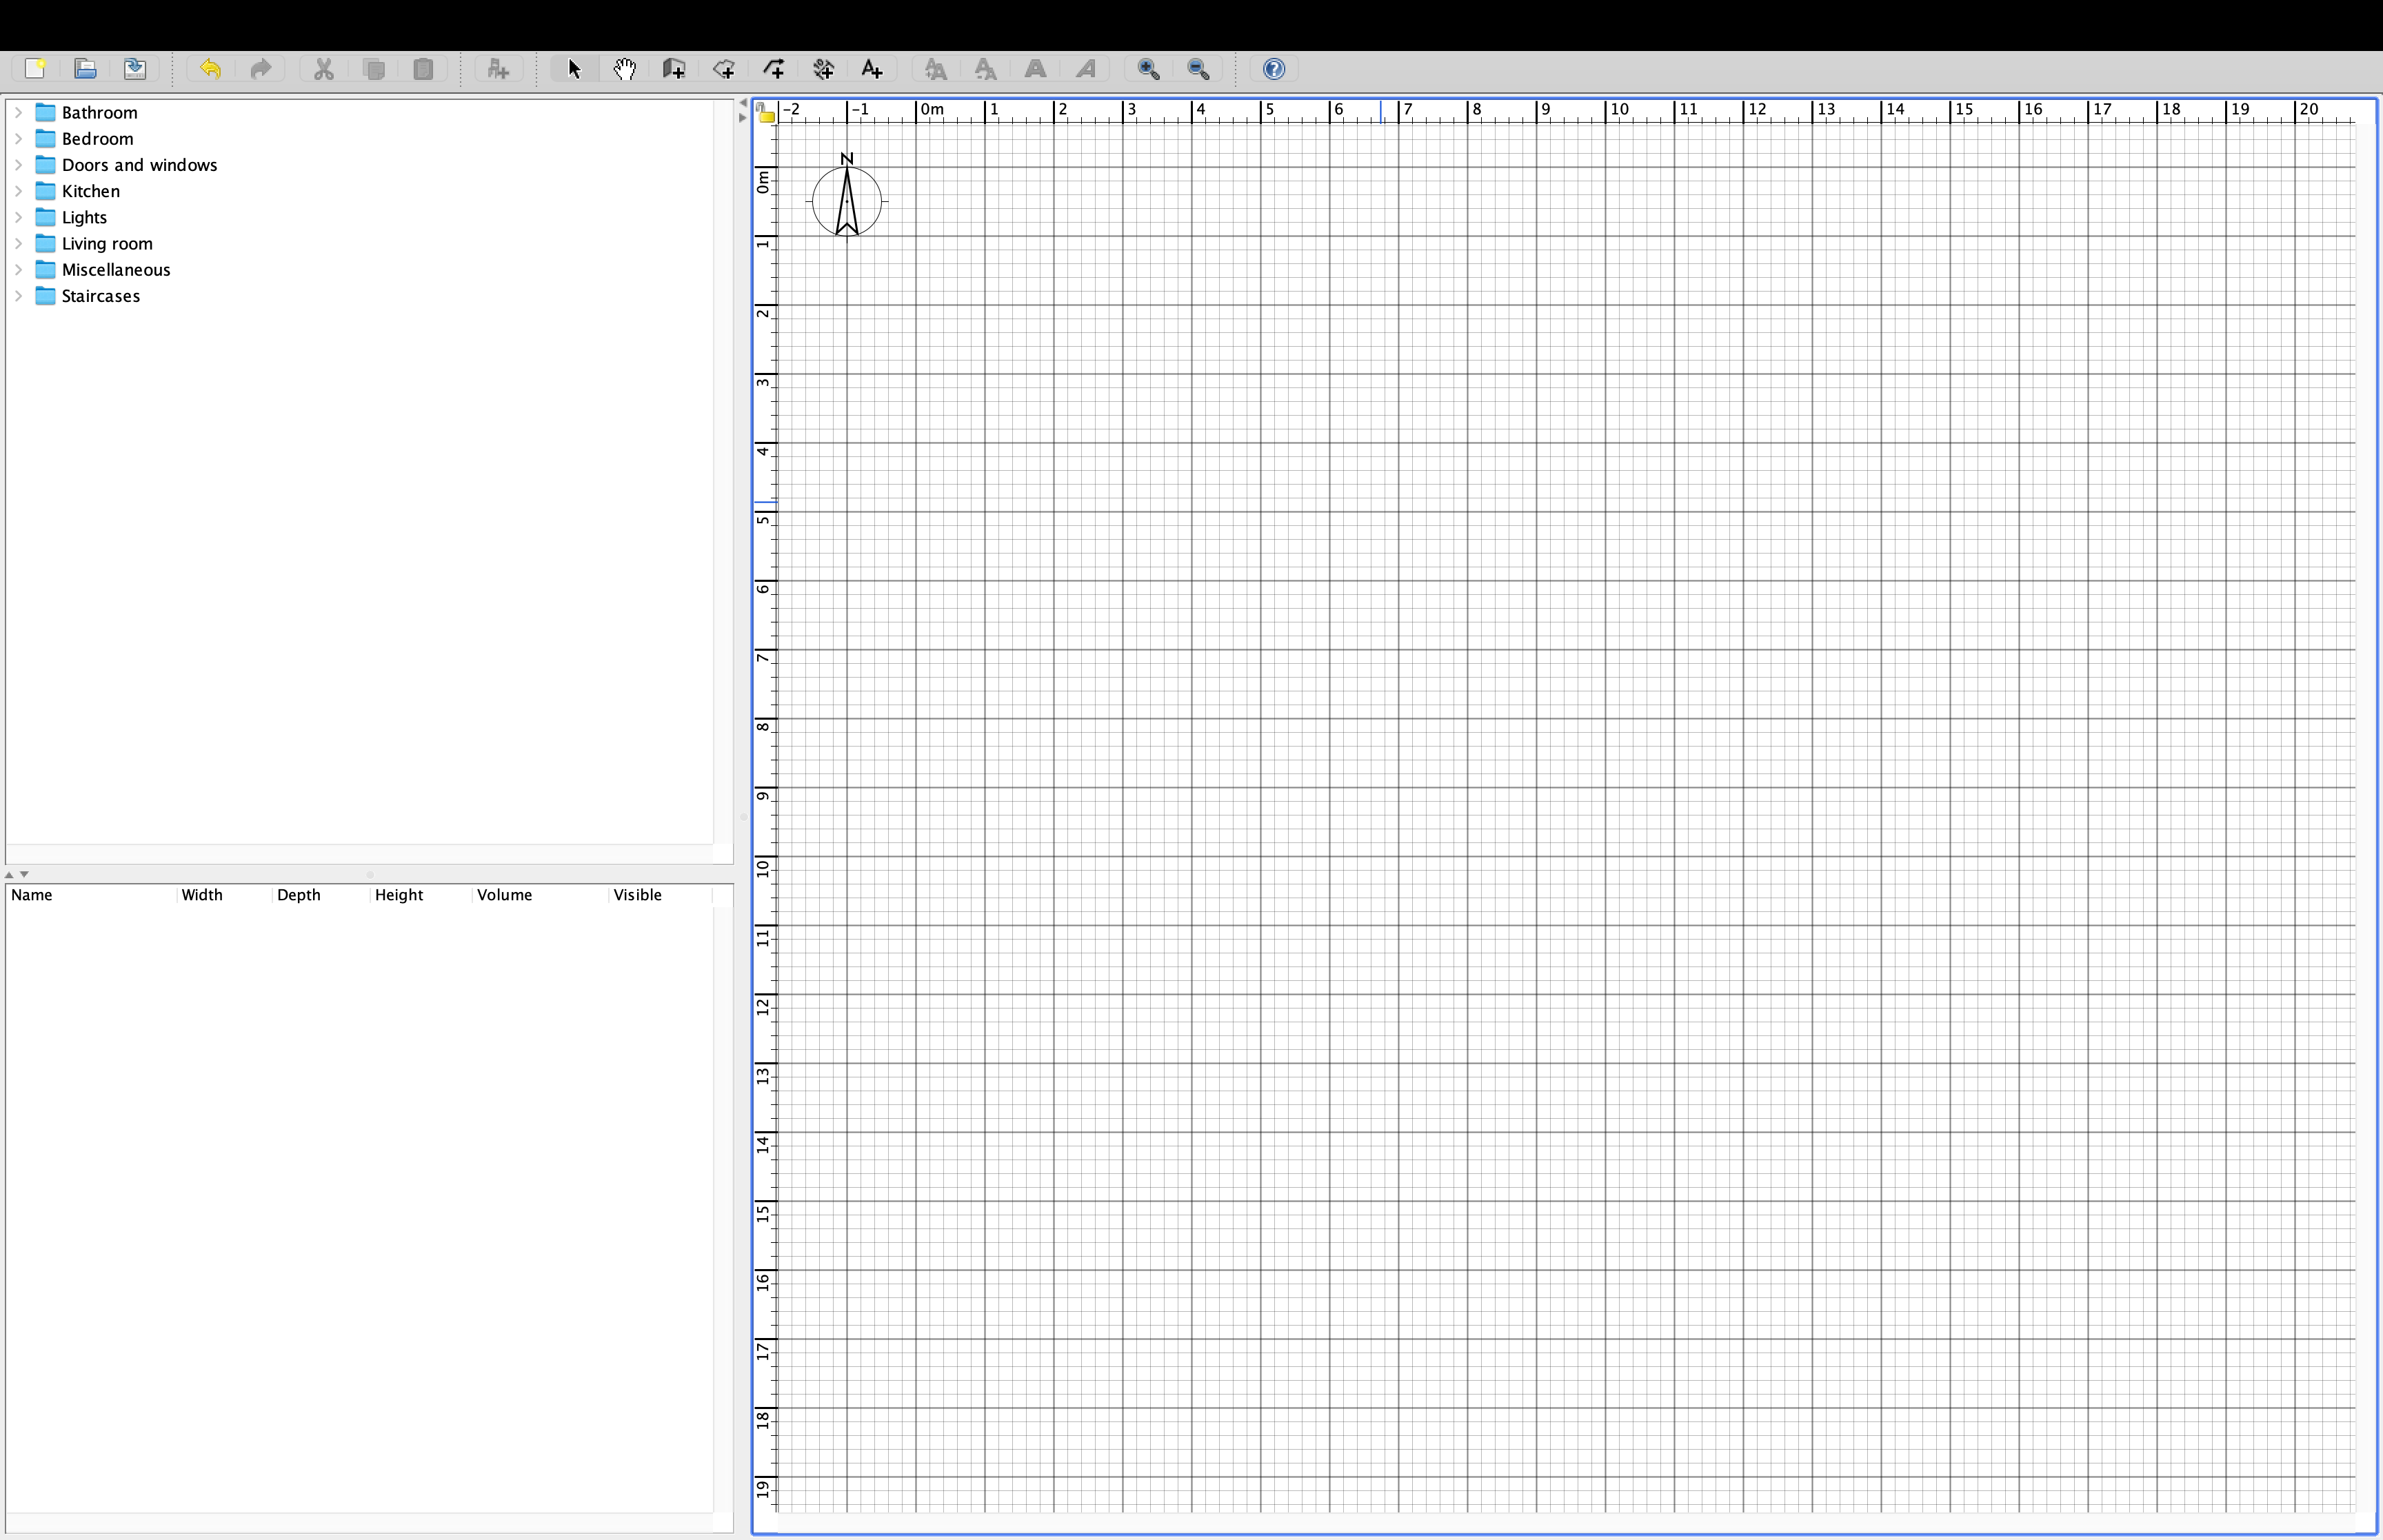 Bathroom
Bedroom
Doors and windows
Kitchen
Lights
Living room
Miscellaneous
Staircases
Name Width Depth Height Volume Visible
-2 -1 0m 1 2 3 4 5 6 7 8 9 10 11 12 13 14 15 16 17 18 19 20
N
0m
1
2
3
4
5
6
7
8
9
10
11
12
13
14
15
16
17
18
19